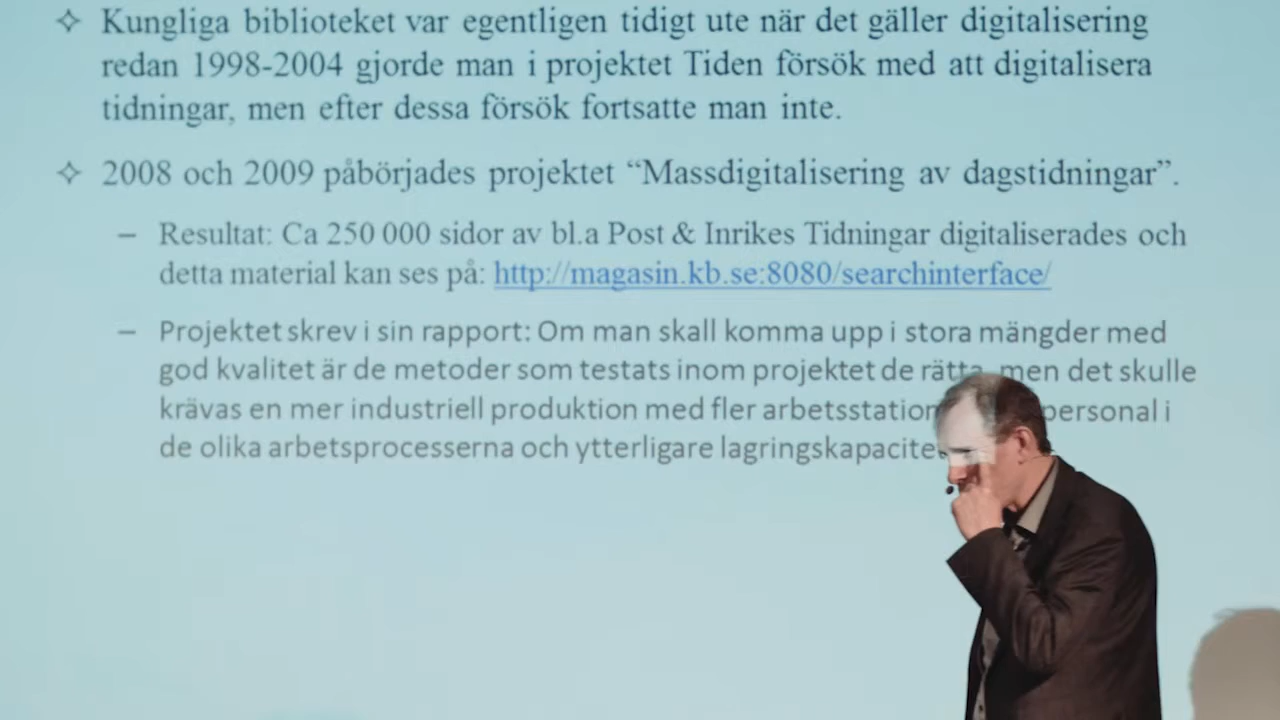 Kungliga biblioteket var egentligen tidigt ute när det gäller digitalisering
redan 1998-2004 gjorde man i projektet Tiden försök med att digitalisera
tidningar, men efter dessa försök fortsatte man inte.
2008 och 2009 påbörjades projektet “Massdigitalisering av dagstidningar”.
– Resultat: Ca 250 000 sidor av bl.a Post & Inrikes Tidningar digitaliserades och
detta material kan ses på: http://magasin.kb.se:8080/searchinterface/
– Projektet skrev i sin rapport: Om man skall komma upp i stora mängder med
god kvalitet är de metoder som testats inom projektet de rätta, men det skulle
krävas en mer industriell produktion med fler personal i
de olika arbetsprocesserna och ytterligare